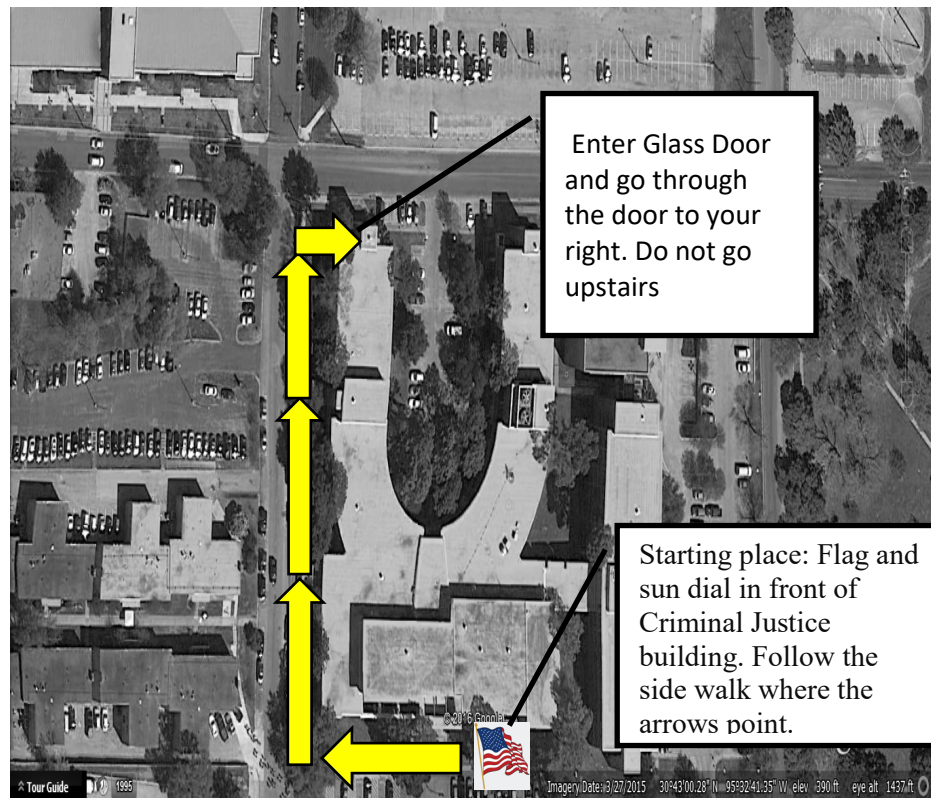 Enter Glass Door
and go through
the door to your
right. Do not go
upstairs
Starting place: Flag and
sun dial in front of
Criminal Justice
building. Follow the
side walk where the
arrows point.
© 2016 Google
Tour Guide
1995
Imagery Date: 3/27/2015 30°43'00.28" N 95°32'41.35" W elev 390 ft eye alt 1437 ft